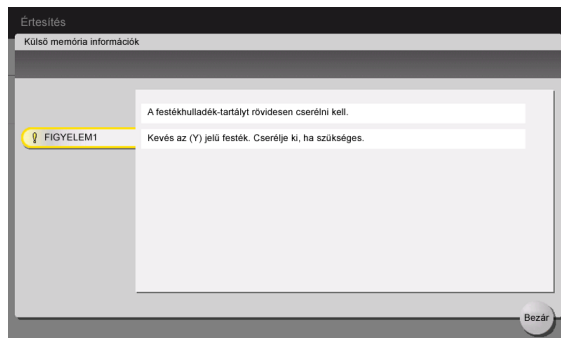 Értesítés
Külső memória információk
A festékhulladék-tartályt rövidesen cserélni kell.
FIGYELEM1
Kevés az (Y) jelű festék. Cserélje ki, ha szükséges.
Bezár